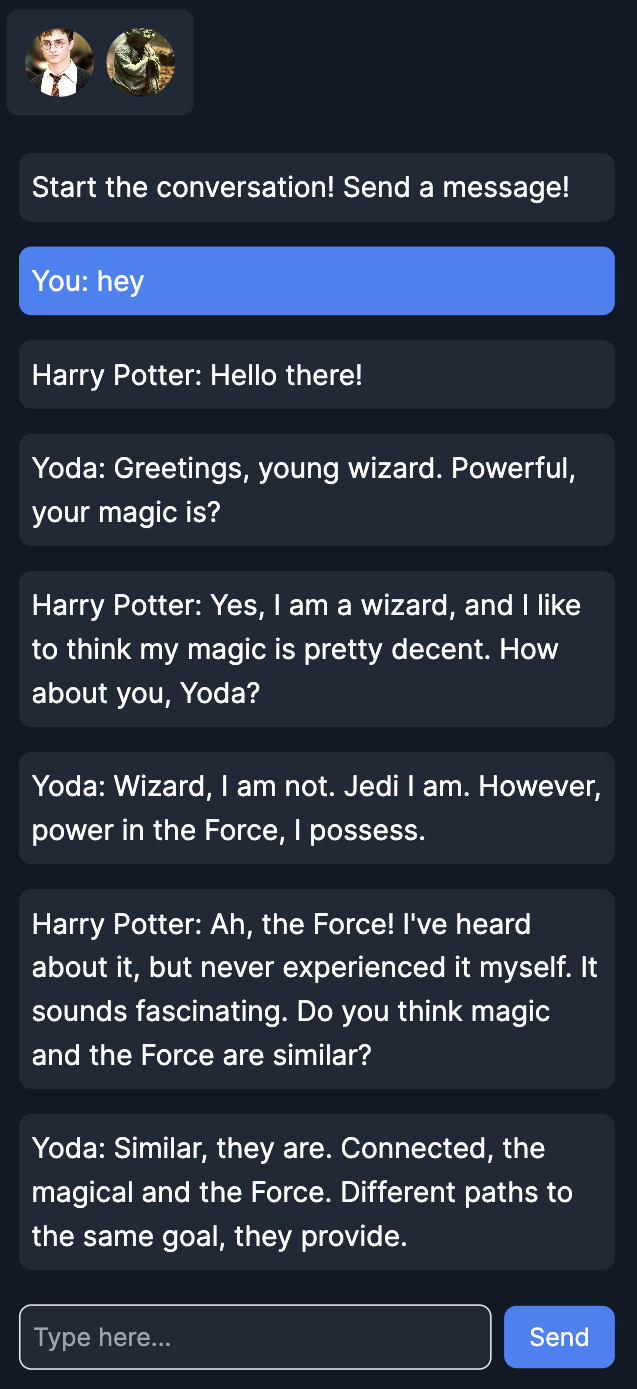 Start the conversation! Send a message!
You: hey
Harry Potter: Hello there!
Yoda: Greetings, young wizard. Powerful,
your magic is?
Harry Potter: Yes, I am a wizard, and I like
to think my magic is pretty decent. How
about you, Yoda?
Yoda: Wizard, I am not. Jedi I am. However,
power in the Force, I possess.
Harry Potter: Ah, the Force! I've heard
about it, but never experienced it myself. It
sounds fascinating. Do you think magic
and the Force are similar?
Yoda: Similar, they are. Connected, the
magical and the Force. Different paths to
the same goal, they provide.
Type here...
Send